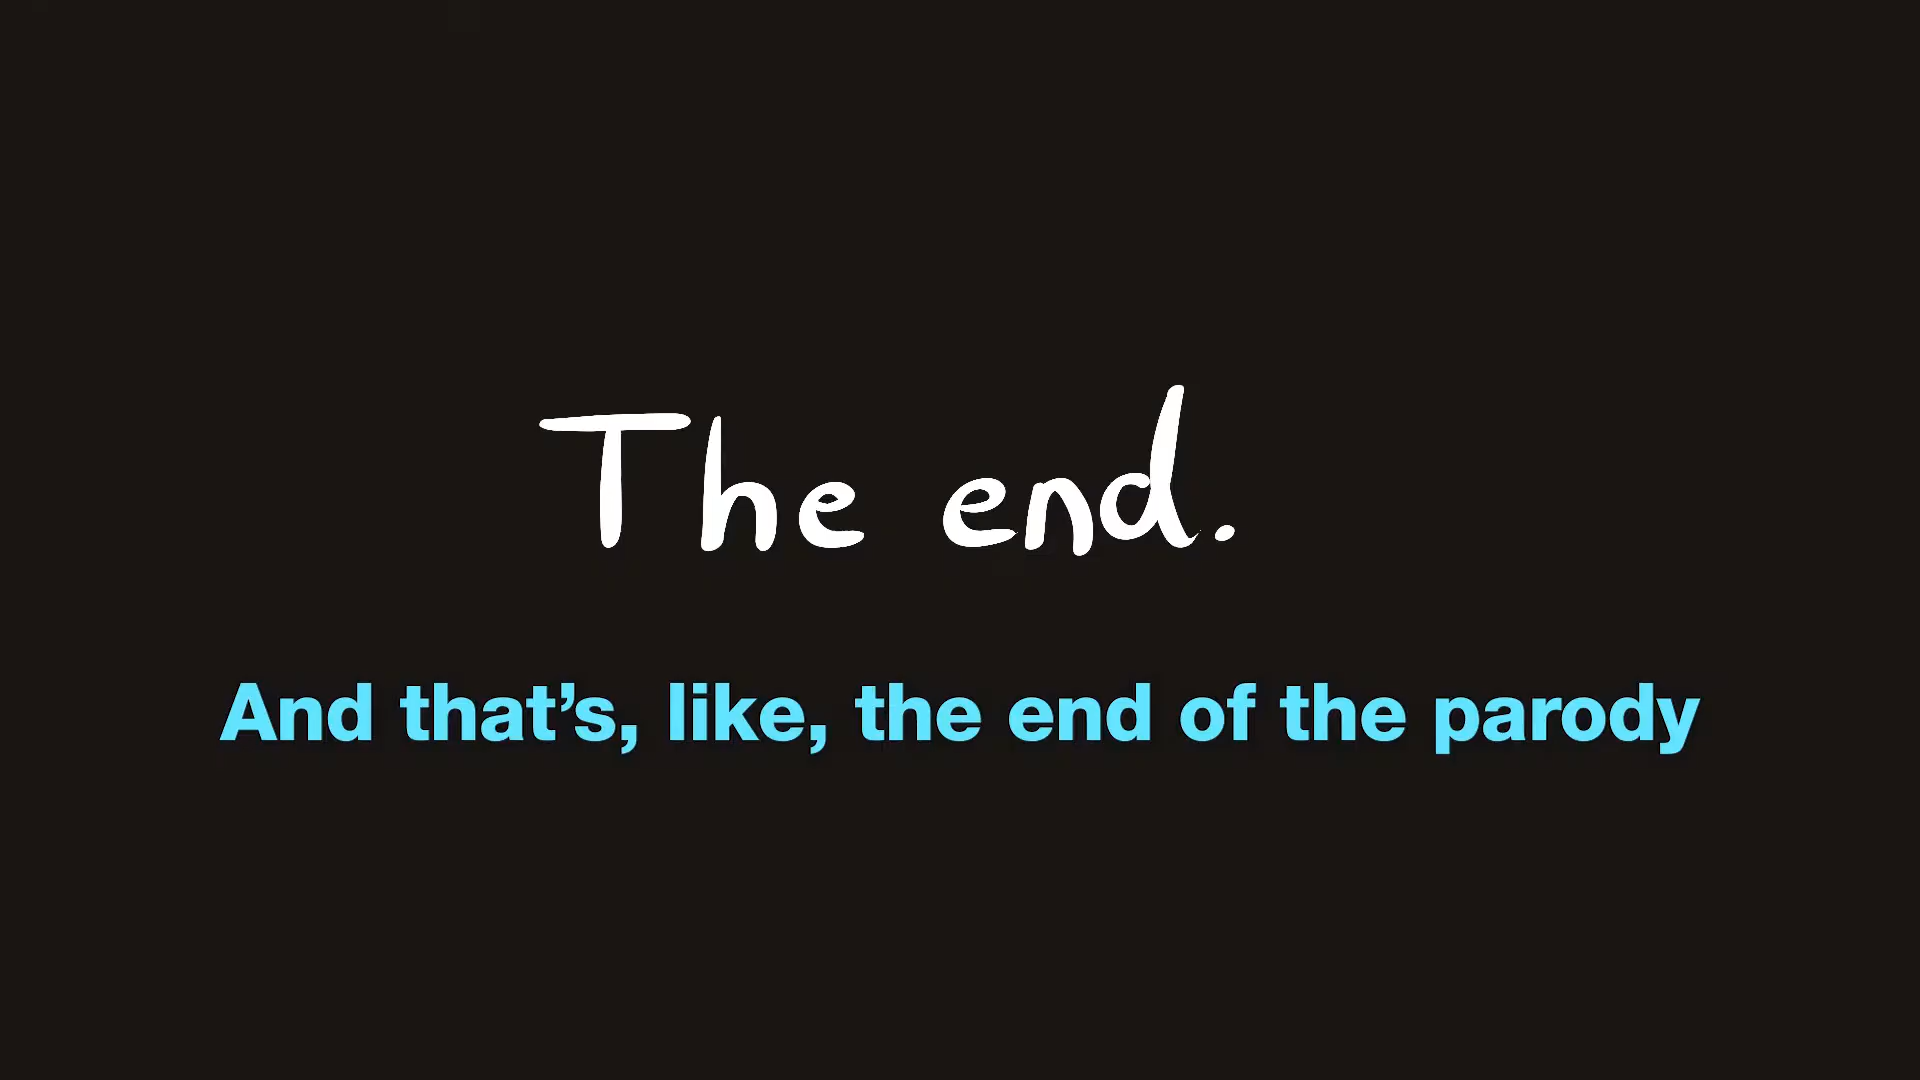 The end.
And that’s, like, the end of the parody